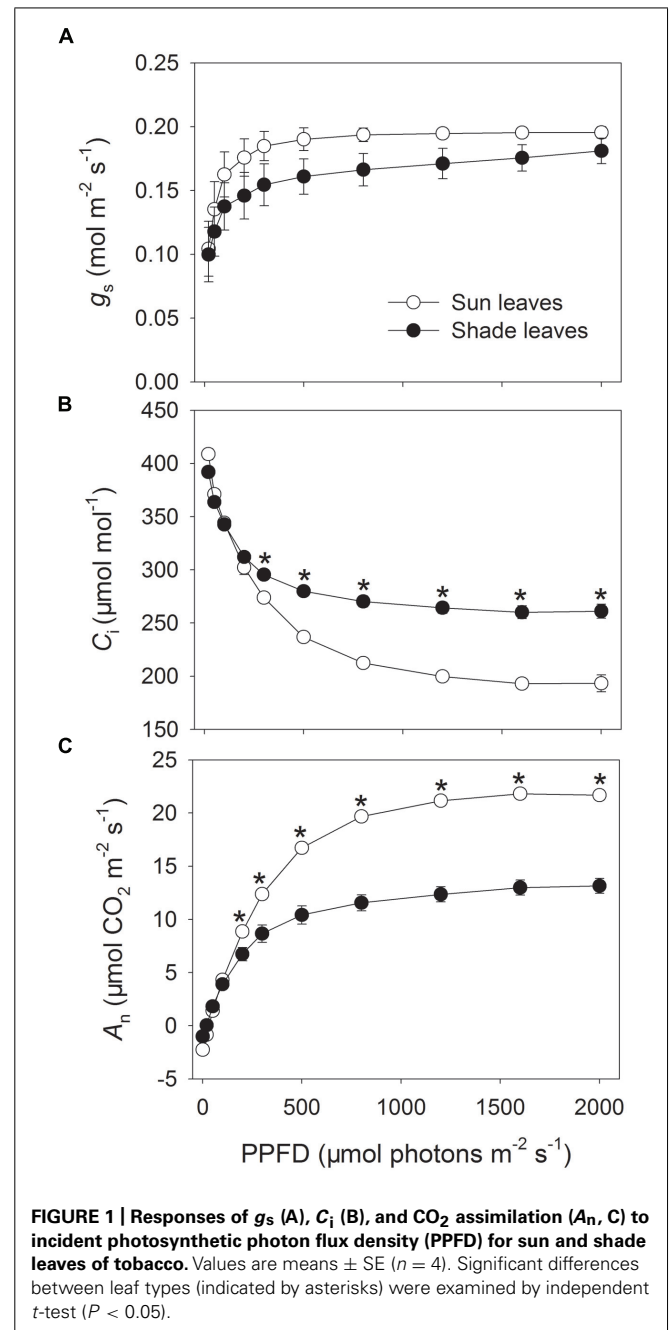 A
0.25
0.20
0.15
0.10
0.05
0.00
gs (mol m-2 s-1)
Sun leaves
Shade leaves
B
450
400
350
300
250
200
150
Ci (µmol mol-1)
* * * * * *
C
25
20
15
10
5
0
-5
An (µmol CO2 m-2 s-1)
* * * * * * *
0 500 1000 1500 2000
PPFD (µmol photons m-2 s-1)
FIGURE 1 | Responses of gs (A), Ci (B), and CO2 assimilation (An, C) to
incident photosynthetic photon flux density (PPFD) for sun and shade
leaves of tobacco. Values are means ± SE (n = 4). Significant differences
between leaf types (indicated by asterisks) were examined by independent
t-test (P < 0.05).